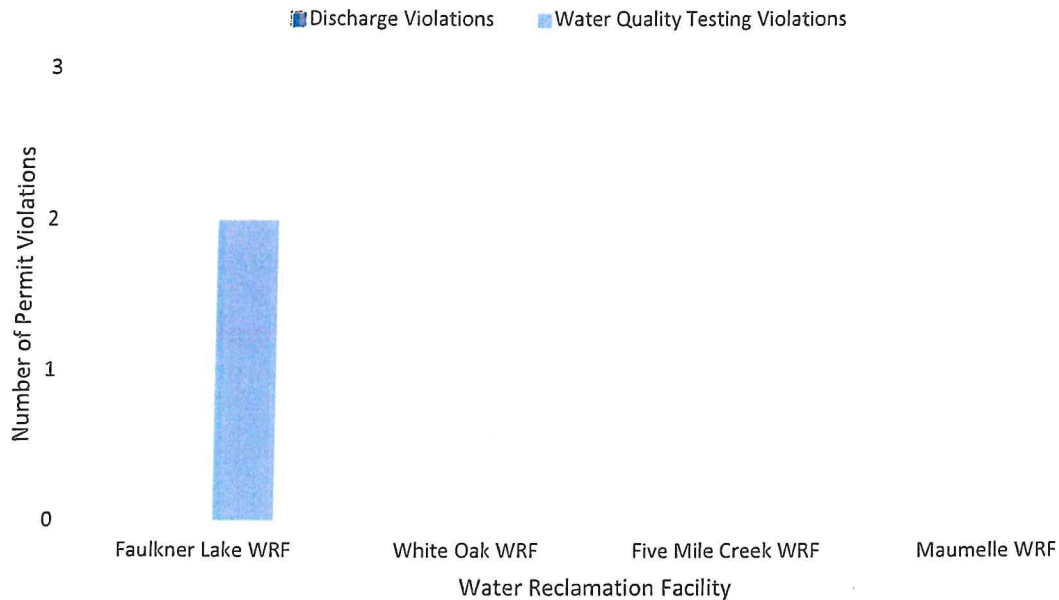 Discharge Violations Water Quality Testing Violations
3
2
1
0
Number of Permit Violations
Faulkner Lake WRF White Oak WRF Five Mile Creek WRF Maumelle WRF
Water Reclamation Facility